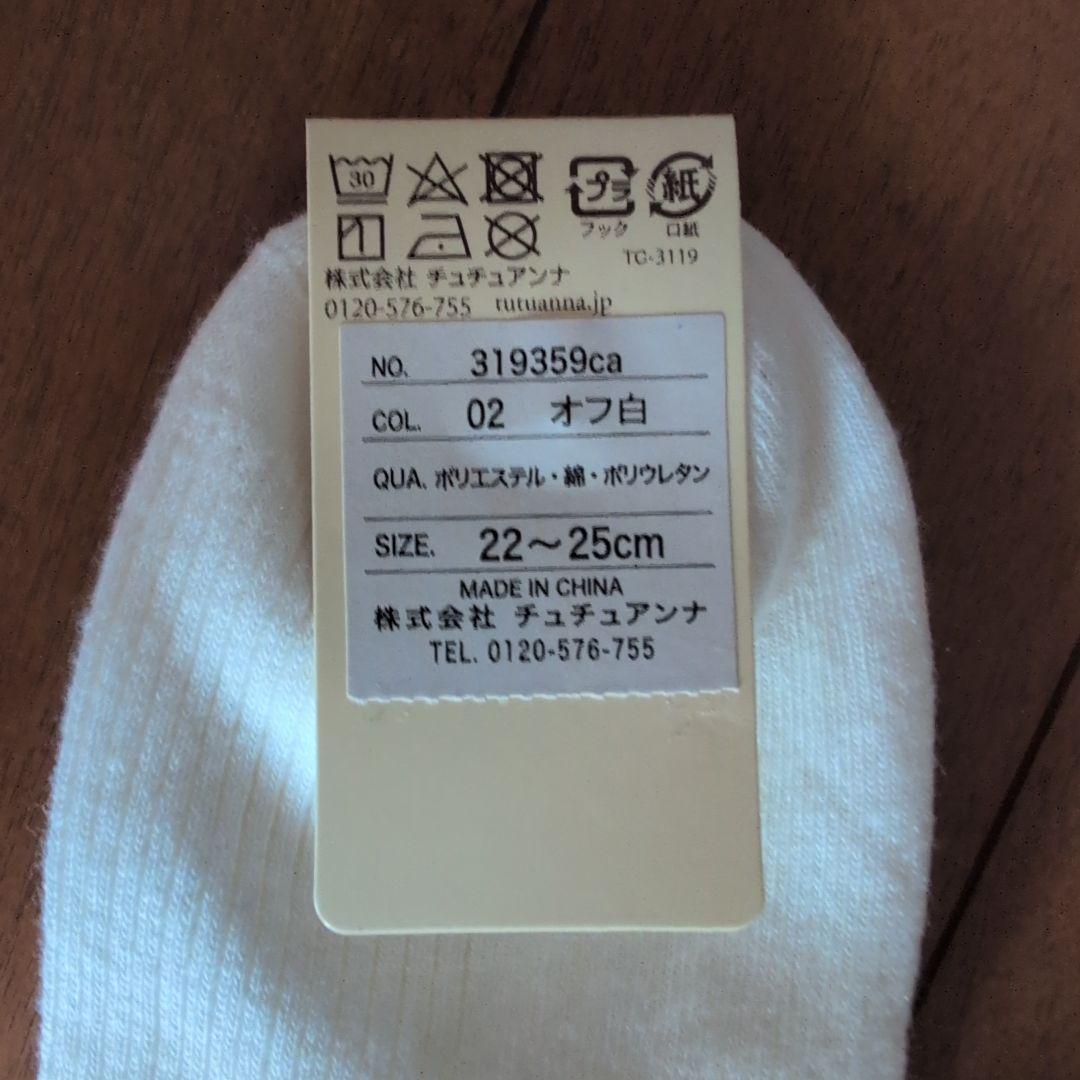 30
プラ 紙
フック 口紙
TG-3119
株式会社 チュチュアンナ
0120-576-755 tutuanna.jp
NO. 319359ca
COL. 02 オフ白
QUA. ポリエステル・綿・ポリウレタン
SIZE. 22～25cm
MADE IN CHINA
株式会社 チュチュアンナ
TEL. 0120-576-755